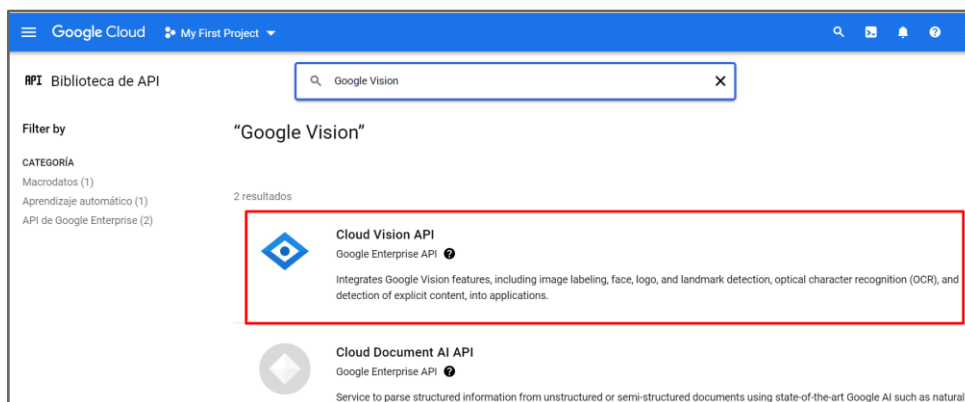 Google Cloud My First Project
API Biblioteca de API
Google Vision
Filter by
"Google Vision"
CATEGORÍA
Macrodatos (1)
Aprendizaje automático (1)
API de Google Enterprise (2)
2 resultados
Cloud Vision API
Google Enterprise API
Integrates Google Vision features, including image labeling, face, logo, and landmark detection, optical character recognition (OCR), and
detection of explicit content, into applications.
Cloud Document AI API
Google Enterprise API
Service to parse structured information from unstructured or semi-structured documents using state-of-the-art Google AI such as natural